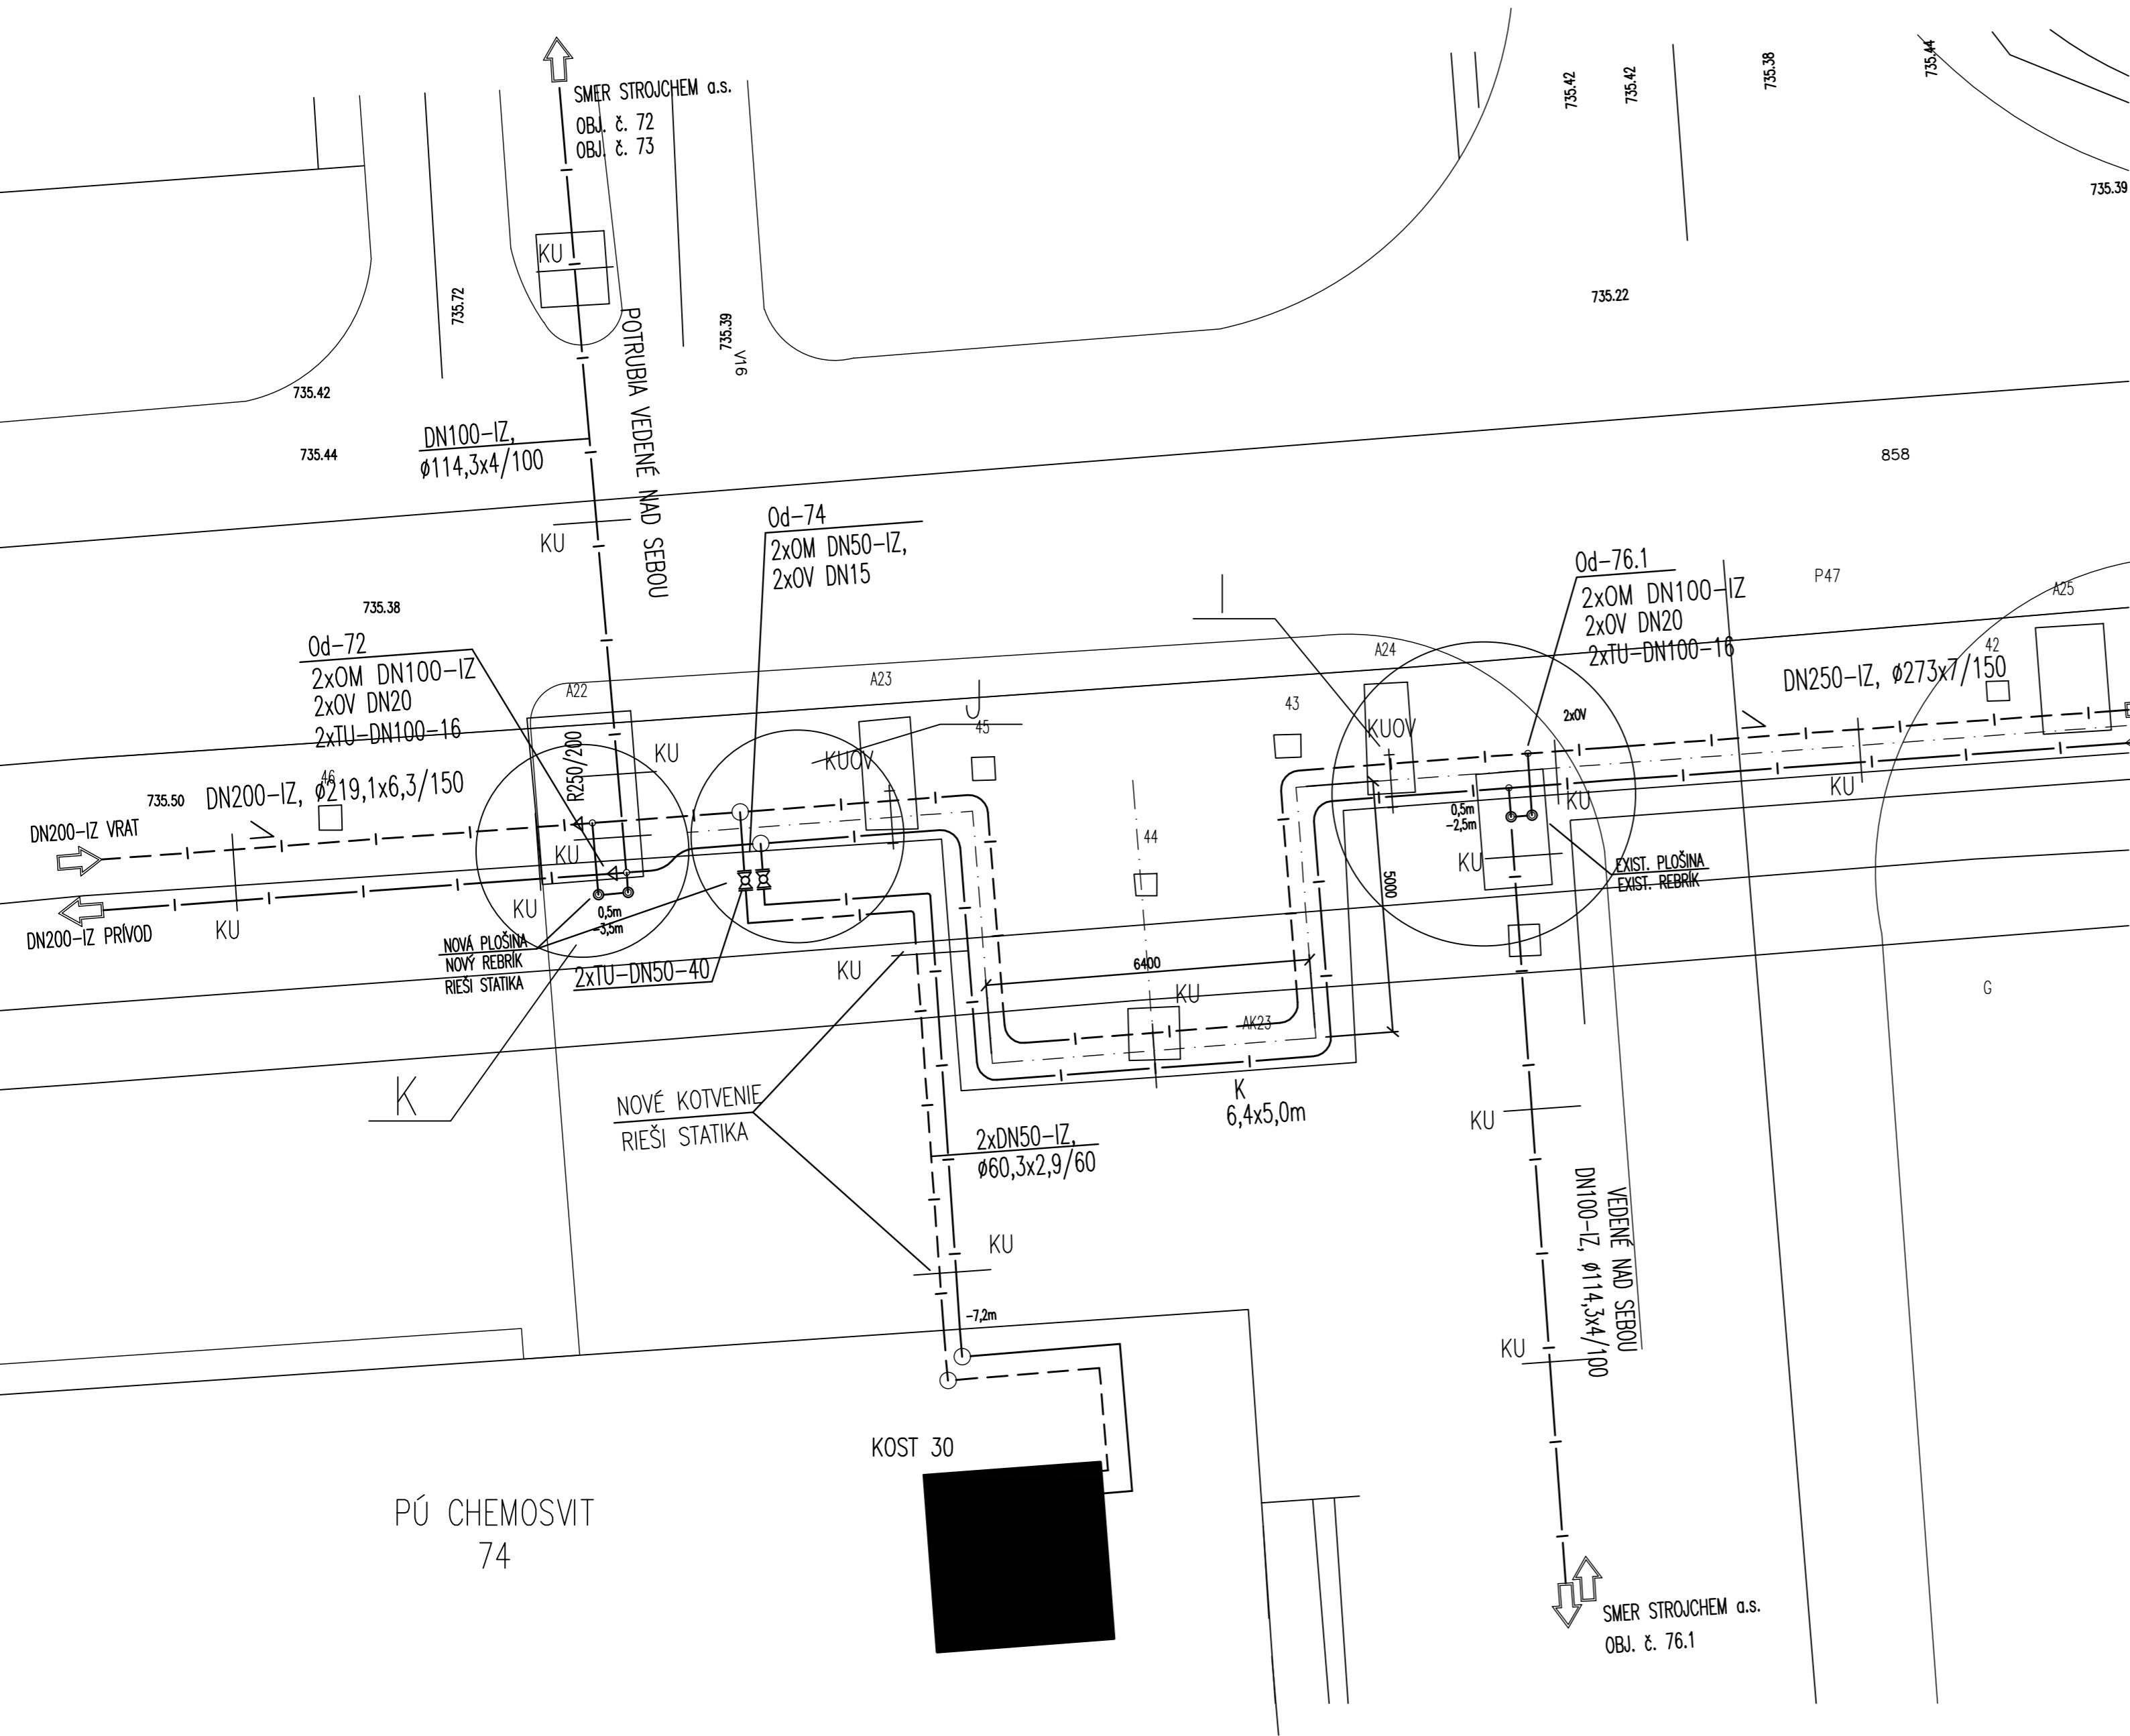 SMER STROJCHEM a.s.
OBJ. č. 72
OBJ. č. 73
735.42
735.42
735.38
735.44
735.39
KU
735.72
735.39
V16
735.22
POTRUBIA VEDENÉ NAD SEBOU
735.42
735.44
DN100-IZ,
ø114,3x4/100
858
KU
Od-74
2xOM DN50-IZ,
2xOV DN15
735.38
Od-72
2xOM DN100-IZ
2xOV DN20
2xTU-DN100-16
Od-76.1
2xOM DN100-IZ
2xOV DN20
2xTU-DN100-16
P47
A25
I
A22
A23
A24
J
45
43
42
DN250-IZ, ø273x7/150
2xOV
KU
KUOV
KUOV
R250/200
46
735.50
DN200-IZ, ø219,1x6,3/150
DN200-IZ VRAT
DN200-IZ PRÍVOD
KU
KU
KU
0,5m
-3,5m
NOVÁ PLOŠINA
NOVÝ REBRÍK
RIEŠI STATIKA
2xTU-DN50-40
KU
44
6400
5000
KU
AK23
0,5m
-2,5m
KU
KU
KU
EXIST. PLOŠINA
EXIST. REBRÍK
G
K
NOVÉ KOTVENIE
RIEŠI STATIKA
K
6,4x5,0m
2xDN50-IZ,
ø60,3x2,9/60
KU
KU
VEDENÉ NAD SEBOU
DN100-IZ, ø114,3x4/100
KU
-7,2m
KOST 30
PÚ CHEMOSVIT
74
SMER STROJCHEM a.s.
OBJ. č. 76.1